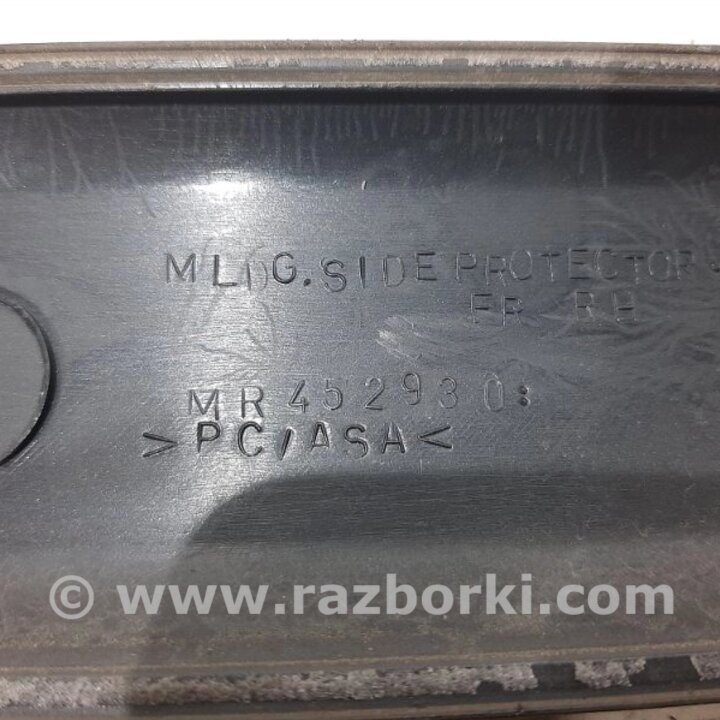 MLDG.SIDE PROTECTOR
FR RH
MR452930
>PC/ASA<
© www.razborki.com